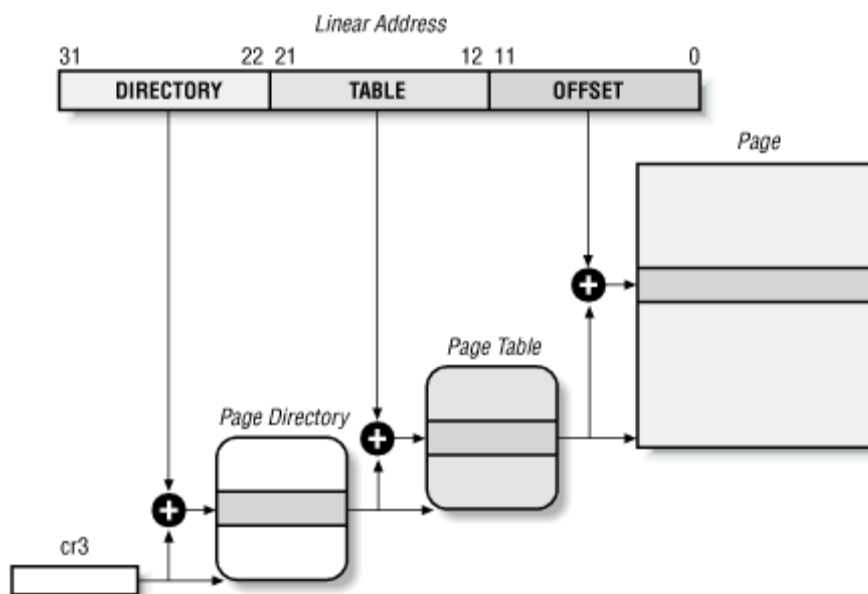 Linear Address
31 22 21 12 11 0
DIRECTORY TABLE OFFSET
Page
Page Table
Page Directory
cr3